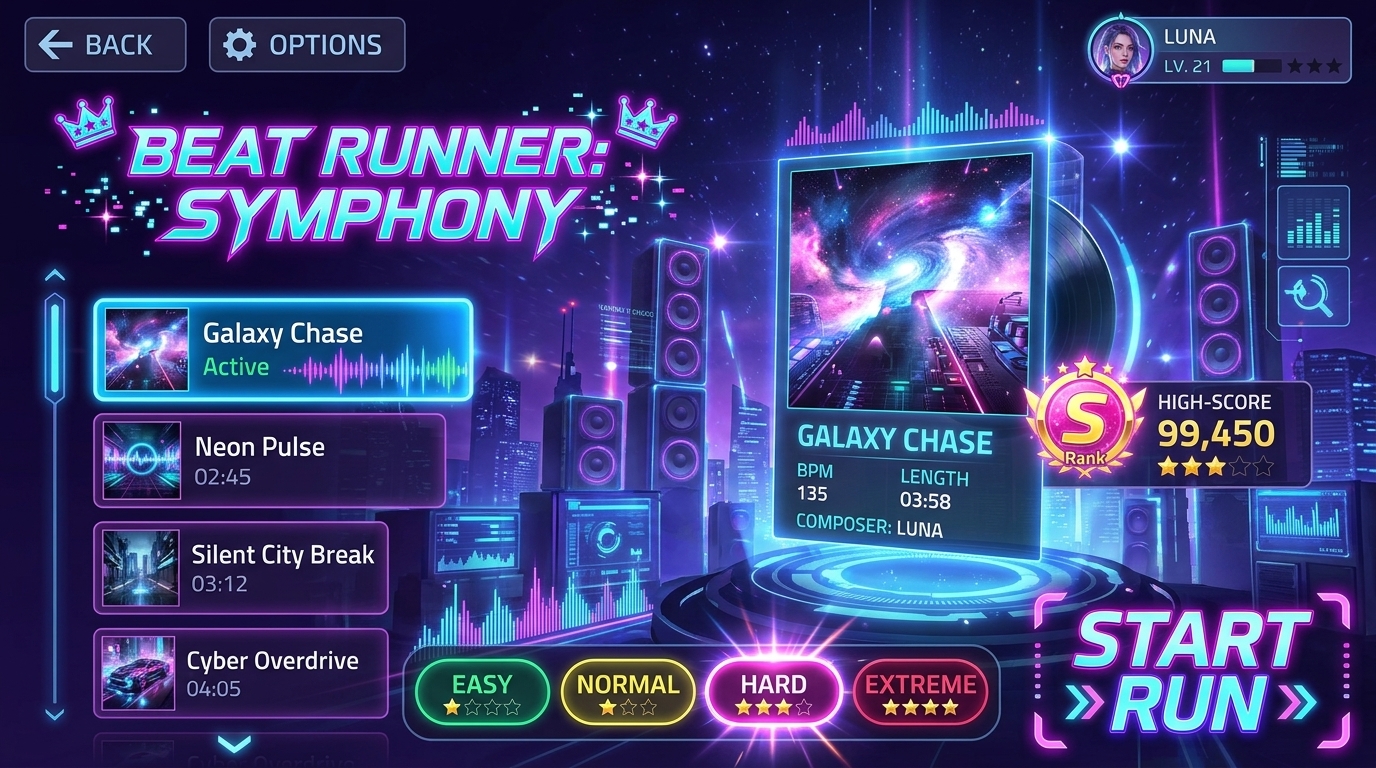 BACK
OPTIONS
LUNA
LV. 21
BEAT RUNNER:
SYMPHONY
Galaxy Chase
Active
Neon Pulse
02:45
Silent City Break
03:12
Cyber Overdrive
04:05
Cyber Overdrive
GALAXY CHASE
BPM
135
LENGTH
03:58
COMPOSER: LUNA
S
Rank
HIGH-SCORE
99,450
EASY
NORMAL
HARD
EXTREME
START
RUN